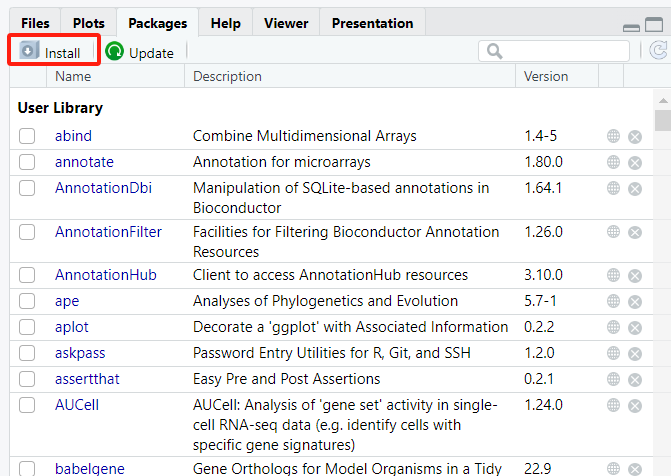 Files Plots Packages Help Viewer Presentation
Install Update
Name Description Version
User Library
abind Combine Multidimensional Arrays 1.4-5
annotate Annotation for microarrays 1.80.0
AnnotationDbi Manipulation of SQLite-based annotations in 1.64.1
Bioconductor
AnnotationFilter Facilities for Filtering Bioconductor Annotation 1.26.0
Resources
AnnotationHub Client to access AnnotationHub resources 3.10.0
ape Analyses of Phylogenetics and Evolution 5.7-1
aplot Decorate a 'ggplot' with Associated Information 0.2.2
askpass Password Entry Utilities for R, Git, and SSH 1.2.0
assertthat Easy Pre and Post Assertions 0.2.1
AUCell AUCell: Analysis of 'gene set' activity in single- 1.24.0
cell RNA-seq data (e.g. identify cells with
specific gene signatures)
babelgene Gene Orthologs for Model Organisms in a Tidy 22.9